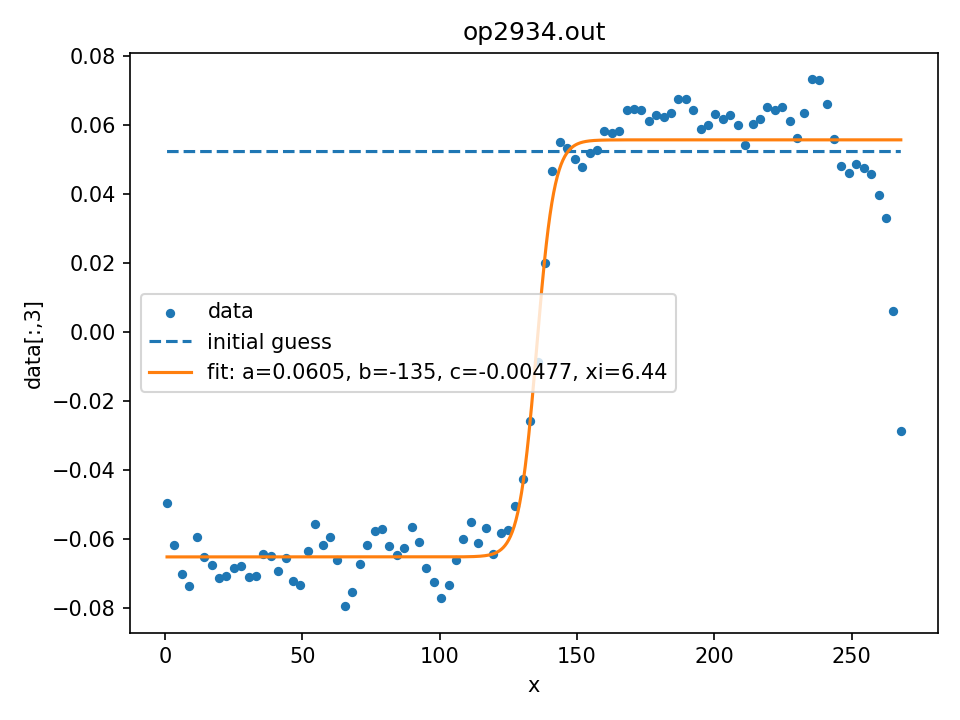 op2934.out
0.08
0.06
0.04
0.02
0.00
−0.02
−0.04
−0.06
−0.08
data[:,3]
data
initial guess
fit: a=0.0605, b=-135, c=-0.00477, xi=6.44
0 50 100 150 200 250
x